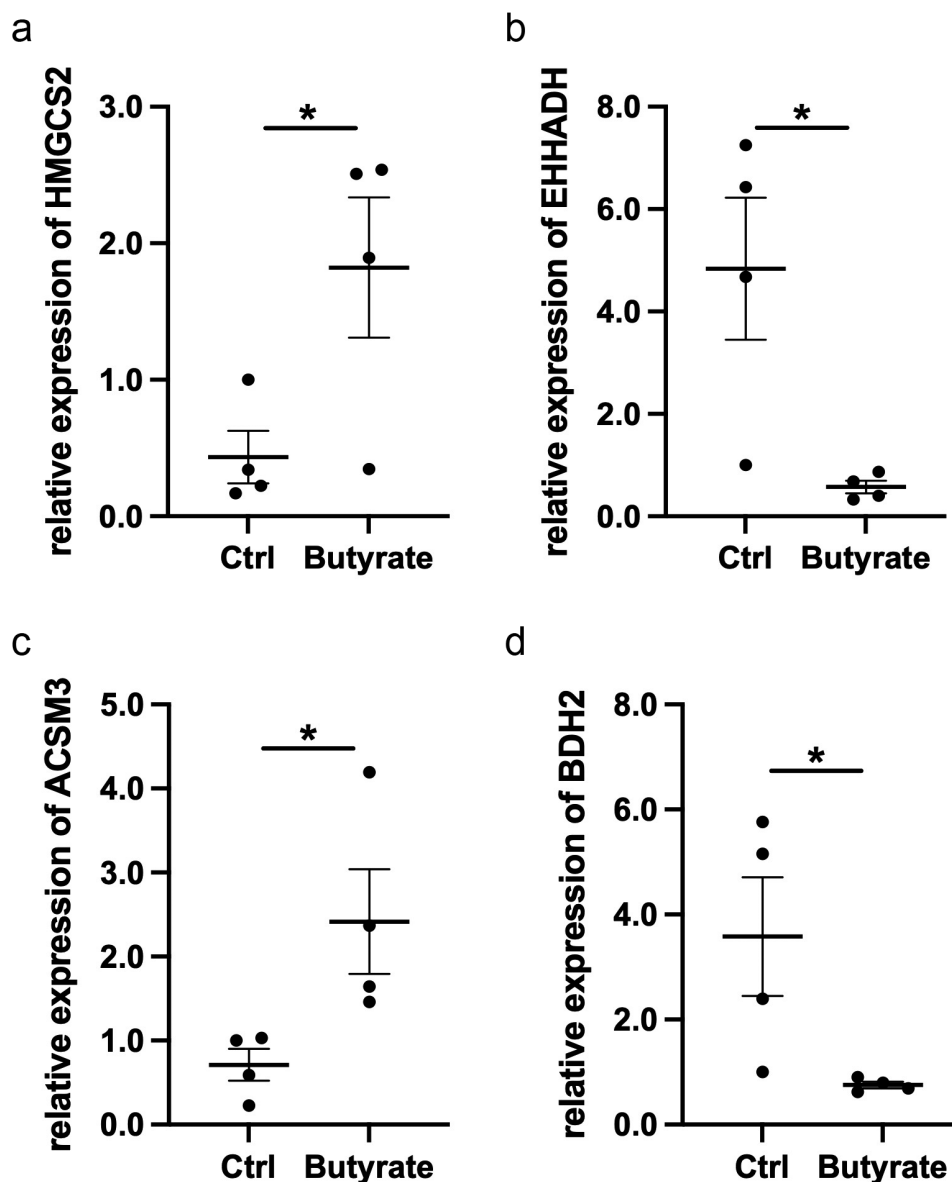 a
relative expression of HMGCS2
3.0
2.0
1.0
0.0
*
Ctrl
Butyrate
b
relative expression of EHHADH
8.0
6.0
4.0
2.0
0.0
*
Ctrl
Butyrate
c
relative expression of ACSM3
5.0
4.0
3.0
2.0
1.0
0.0
*
Ctrl
Butyrate
d
relative expression of BDH2
8.0
6.0
4.0
2.0
0.0
*
Ctrl
Butyrate